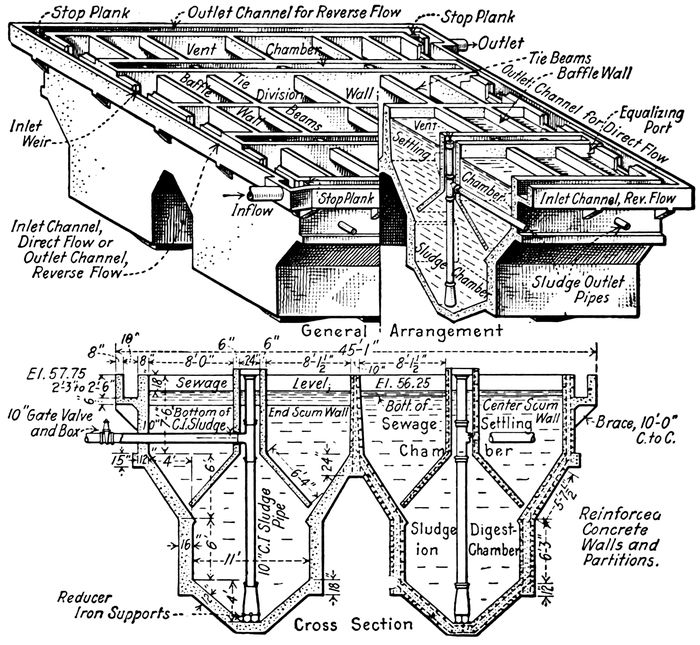 Stop Plank
Outlet Channel for Reverse Flow
Stop Plank
Outlet
Vent
Chamber
Tie Beams
Baffle Wall
Outlet Channel for Direct Flow
Baffle
Wall
Tie
Beams
Division
Wall
Equalizing
Port
Inlet
Weir
Vent
Settling
Chamber
Inflow
Stop Plank
Inlet Channel, Rev. Flow
Inlet Channel,
Direct Flow or
Outlet Channel,
Reverse Flow
Sludge Chamber
Sludge Outlet
Pipes
General Arrangement
45'-1"
18"
8"
8
8'-0"
6"
24"
6"
8'-1½"
10"
8'-1½"
El. 57.75
2'-3" to 2'-6"
6"
Sewage
18"
Level,
El. 56.25
10" Gate Valve
and Box
Bottom of
C.I. Sludge
End Scum Wall
Bott. of
Sewage
Center Scum
Wall
Settling
Chamber
Brace, 10'-0"
C. to C.
15"
12"
4'
6"
6'-4"
24"
5'-7½"
10" C.I Sludge
Pipe
Sludge
ion
Digest-
Chamber
Reinforced
Concrete
Walls and
Partitions.
16"
6'
11'
4'
18"
6'-3"
12"
Reducer
Iron Supports
12"
Cross Section